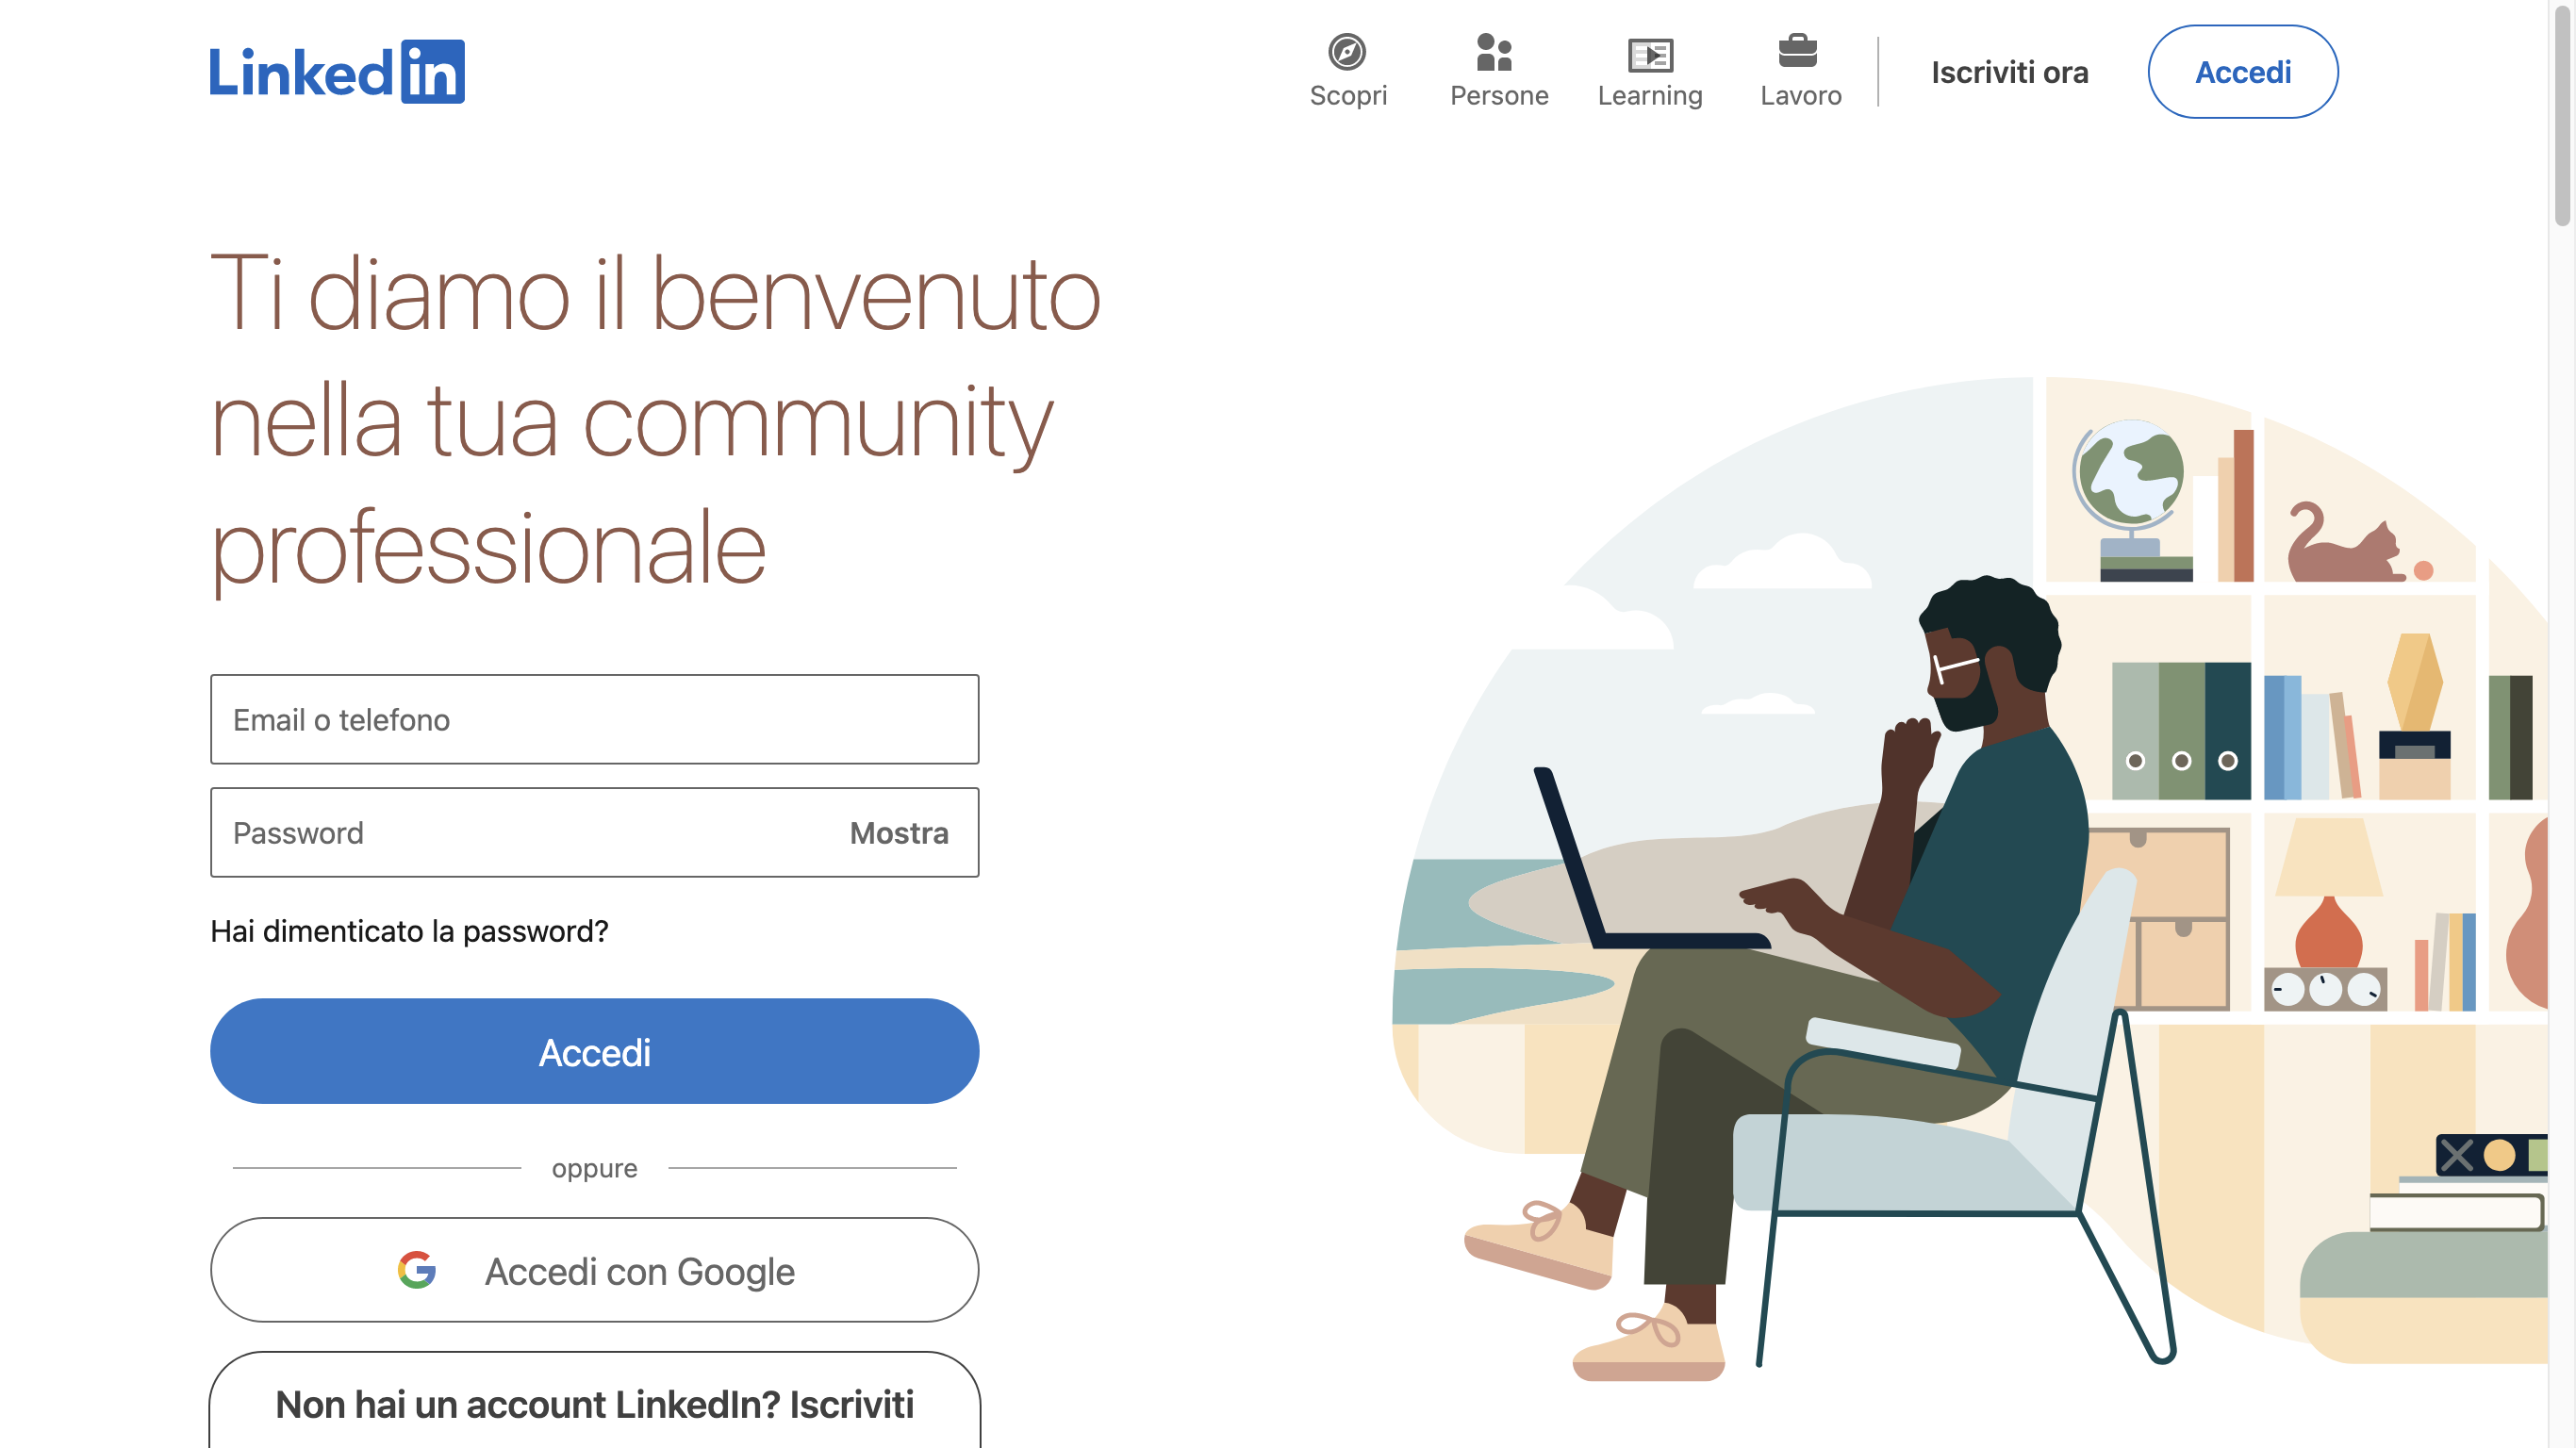 LinkedIn
Scopri
Persone
Learning
Lavoro
Iscriviti ora
Accedi
Ti diamo il benvenuto
nella tua community
professionale
Email o telefono
Password
Mostra
Hai dimenticato la password?
Accedi
oppure
Accedi con Google
Non hai un account LinkedIn? Iscriviti